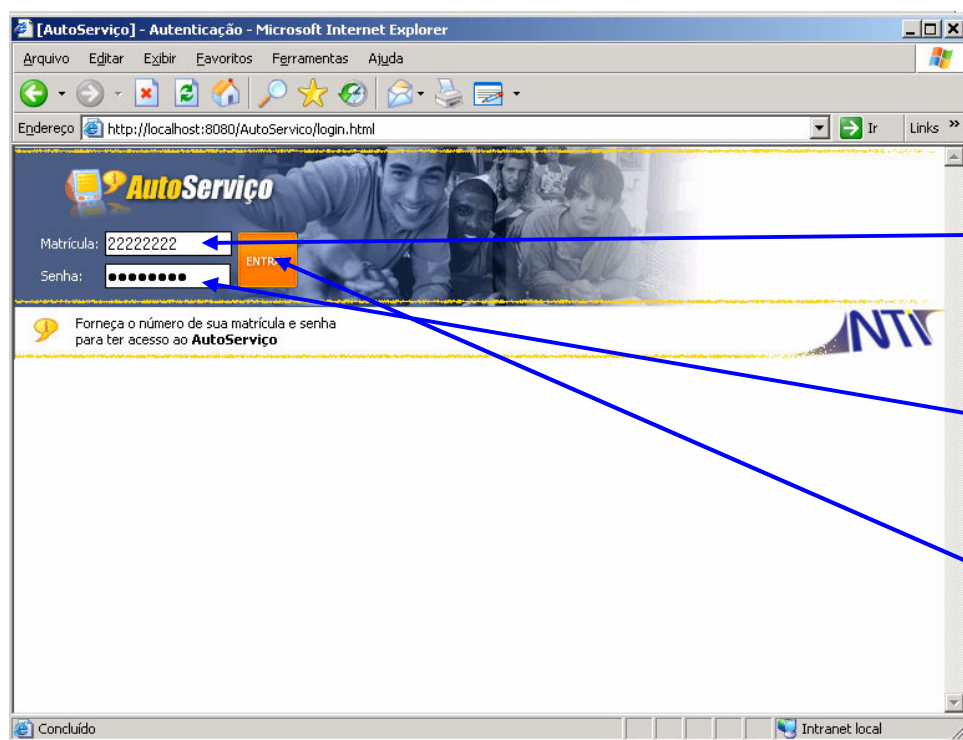 [AutoServiço] - Autenticação - Microsoft Internet Explorer
Arquivo Editar Exibir Favoritos Ferramentas Ajuda
Endereço http://localhost:8080/AutoServico/login.html Ir Links »
AutoServiço
Matrícula: 22222222
ENTRAR
Senha: ●●●●●●●●
Forneça o número de sua matrícula e senha
para ter acesso ao AutoServiço
NTI
Concluído Intranet local